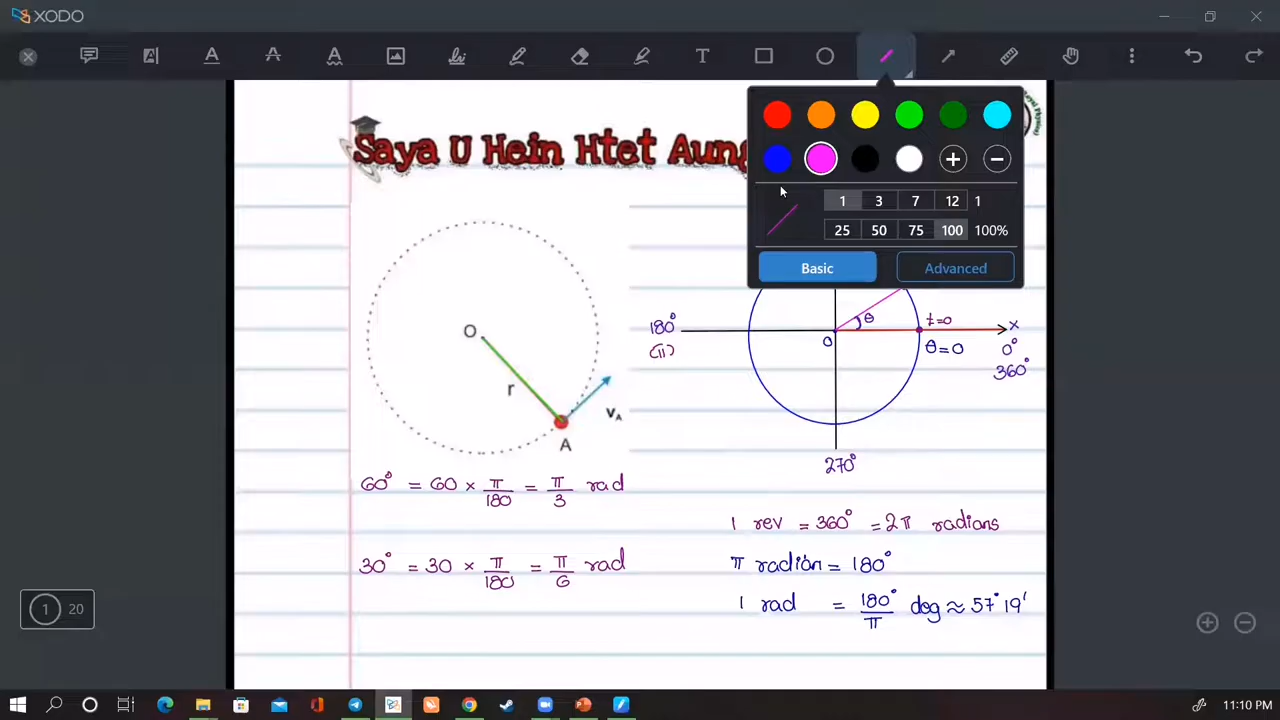 XODO
1 3 7 12 1
25 50 75 100 100%
Basic Advanced
Saya U Hein Htet Aung
O
r
A
v_A
180°
(π)
θ
0
t=0
θ=0
x
0°
360°
270°
60° = 60 × π/180 = π/3 rad
30° = 30 × π/180 = π/6 rad
1 rev = 360° = 2π radians
π radian = 180°
1 rad = 180°/π deg ≈ 57° 19'
1 20
11:10 PM